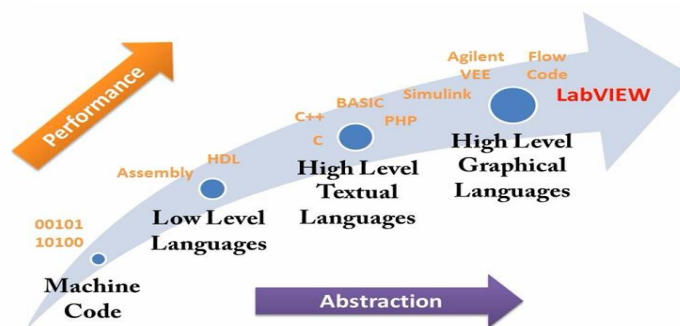 Performance
00101
10100
Machine
Code
Assembly
HDL
Low Level
Languages
C++
BASIC
C
PHP
High Level
Textual
Languages
Simulink
Agilent
VEE
Flow
Code
LabVIEW
High Level
Graphical
Languages
Abstraction